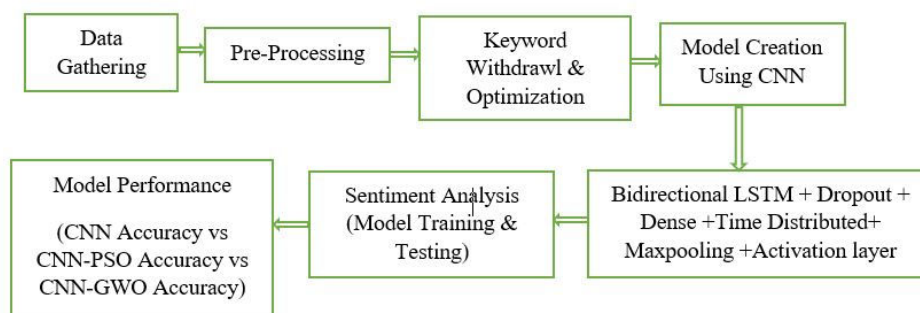 Data
Gathering
Pre-Processing
Keyword
Withdrawl &
Optimization
Model Creation
Using CNN
Bidirectional LSTM + Dropout +
Dense +Time Distributed+
Maxpooling +Activation layer
Sentiment Analysis
(Model Training &
Testing)
Model Performance
(CNN Accuracy vs
CNN-PSO Accuracy vs
CNN-GWO Accuracy)